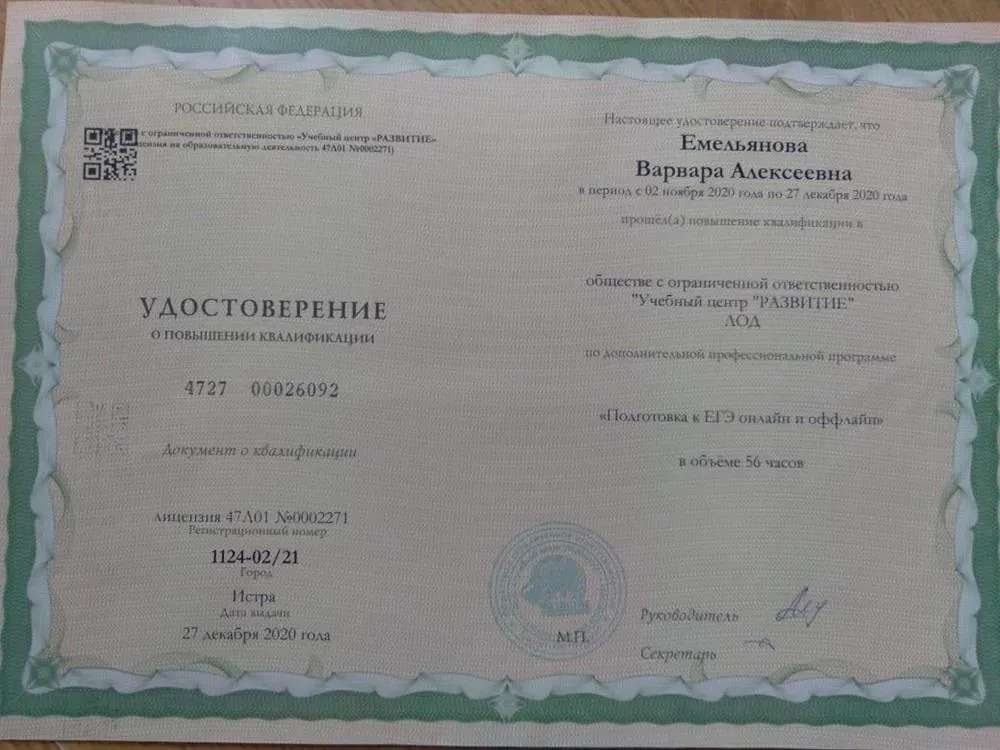 РОССИЙСКАЯ ФЕДЕРАЦИЯ
с ограниченной ответственностью «Учебный центр «РАЗВИТИЕ»
на образовательную деятельность 47Л01 №0002271)
УДОСТОВЕРЕНИЕ
О ПОВЫШЕНИИ КВАЛИФИКАЦИИ
4727 00026092
Документ о квалификации
лицензия 47Л01 №0002271
Регистрационный номер
1124-02/21
Город
Истра
Дата выдачи
27 декабря 2020 года
Настоящее удостоверение подтверждает, что
Емельянова
Варвара Алексеевна
в период с 02 ноября 2020 года по 27 декабря 2020 года
прошёл(а) повышение квалификации в
обществе с ограниченной ответственностью
"Учебный центр "РАЗВИТИЕ"
ЛОД
по дополнительной профессиональной программе
«Подготовка к ЕГЭ онлайн и оффлайн»
в объёме 56 часов
М.П.
Руководитель
Секретарь